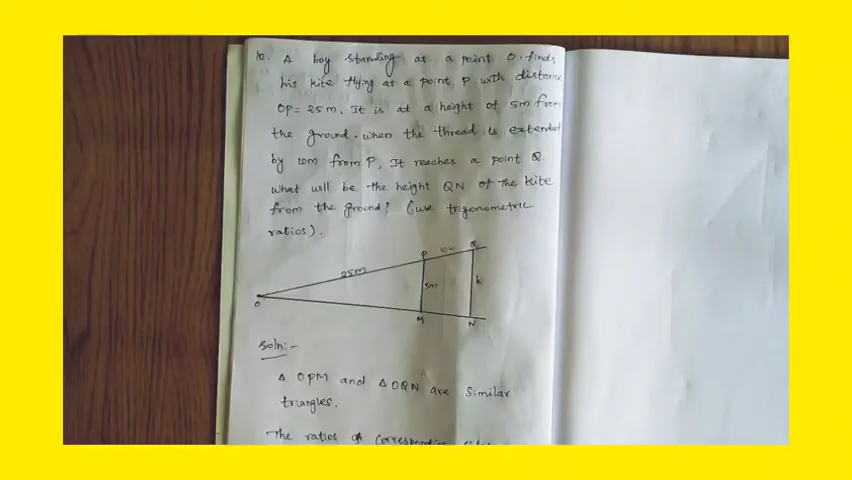 10. A boy standing at a point O. finds
his kite flying at a point P with distance
OP = 25m. It is at a height of 5m from
the ground. when the thread is extended
by 10m from P, It reaches a point Q.
what will be the height QN of the kite
from the ground? (use trigonometric
ratios).
P 10m Q
25m
5m h
O
M N
Soln:-
Δ OPM and Δ OQN are similar
triangles.
The ratios of corresponding